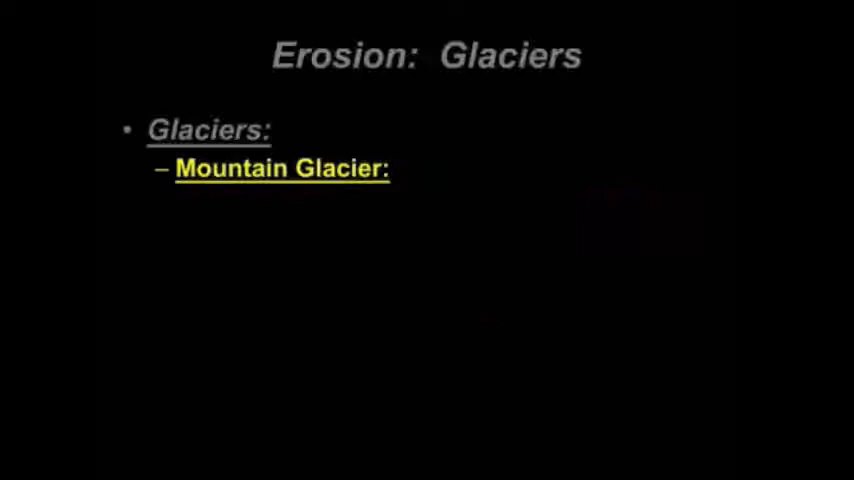 Erosion: Glaciers
• Glaciers:
– Mountain Glacier: